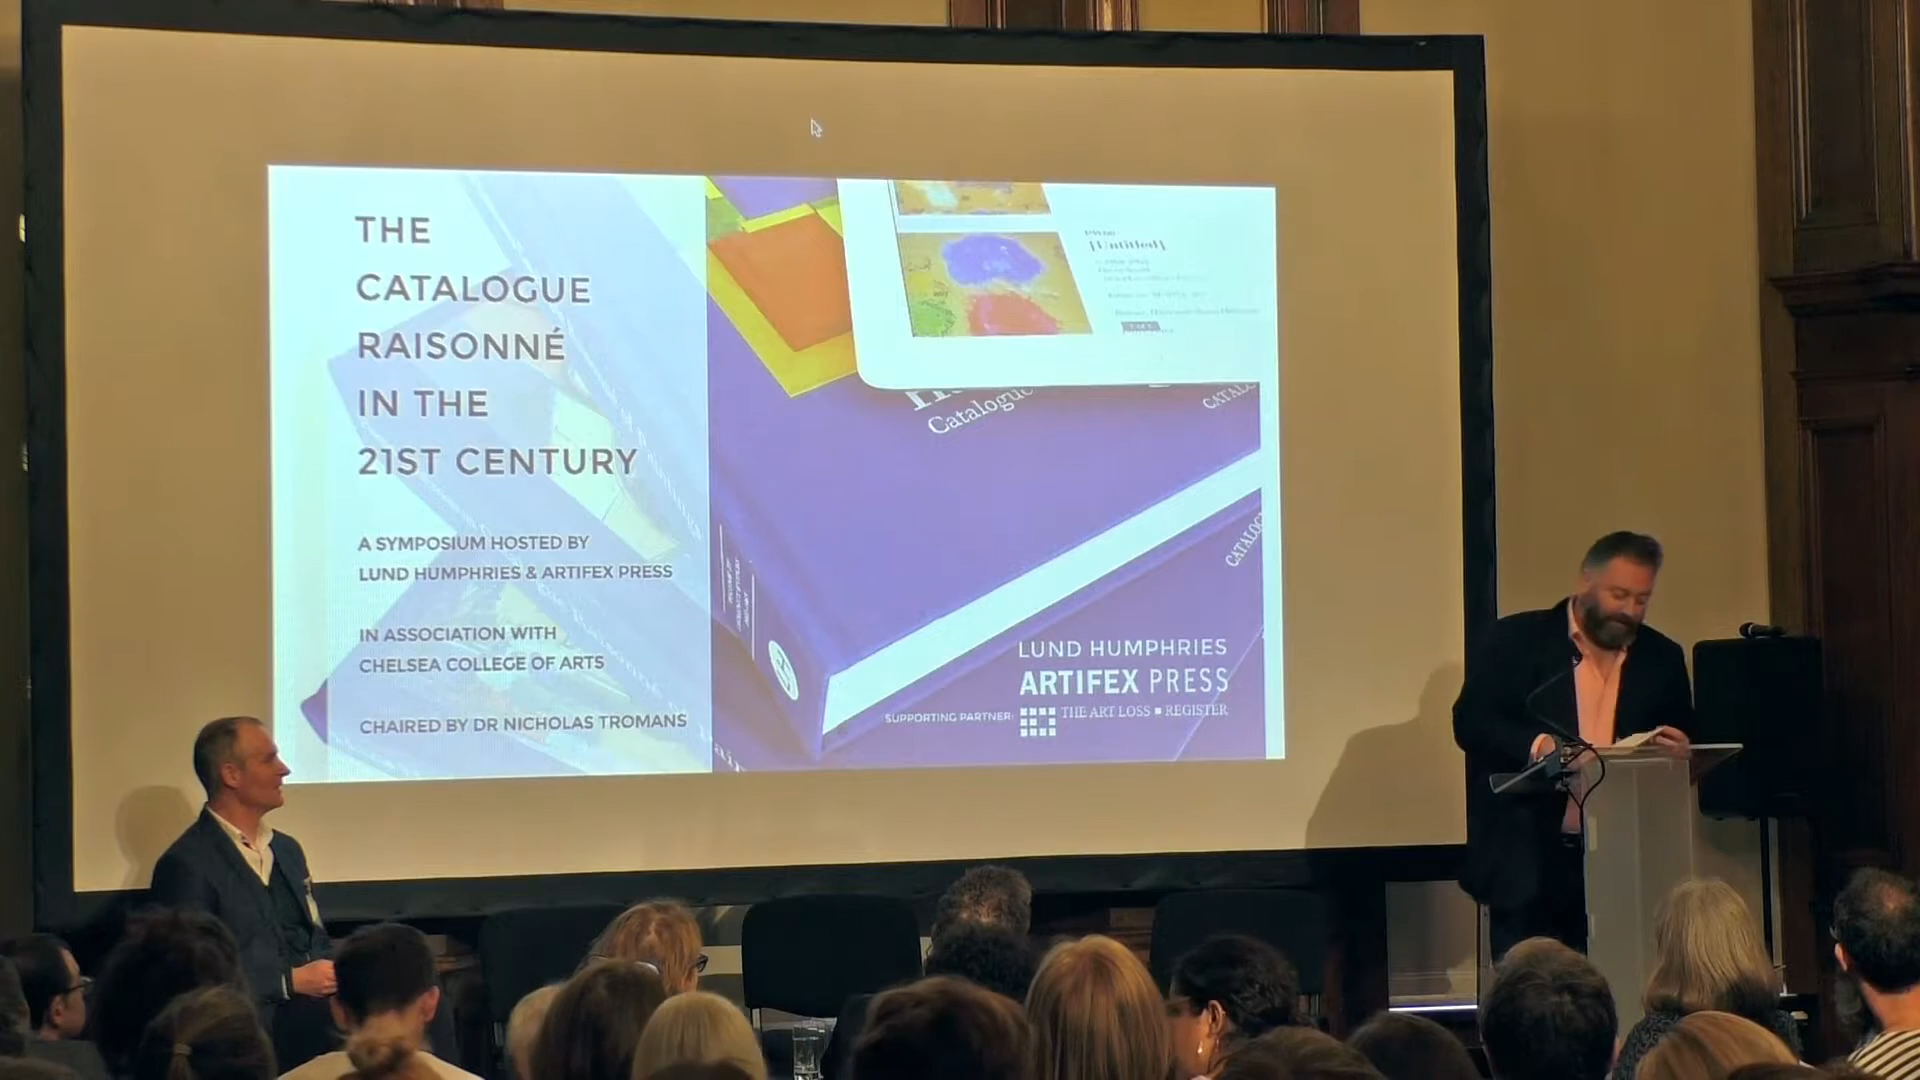 THE
CATALOGUE
RAISONNÉ
IN THE
21ST CENTURY
A SYMPOSIUM HOSTED BY
LUND HUMPHRIES & ARTIFEX PRESS
IN ASSOCIATION WITH
CHELSEA COLLEGE OF ARTS
CHAIRED BY DR NICHOLAS TROMANS
[Untitled]
Catalogue
LUND HUMPHRIES
ARTIFEX PRESS
SUPPORTING PARTNER: THE ART LOSS ■ REGISTER